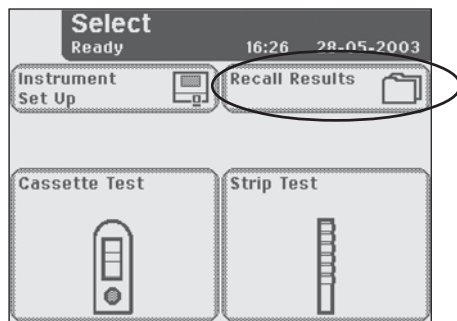 Select
Ready 16:26 28-05-2003
Instrument
Set Up
Recall Results
Cassette Test
Strip Test